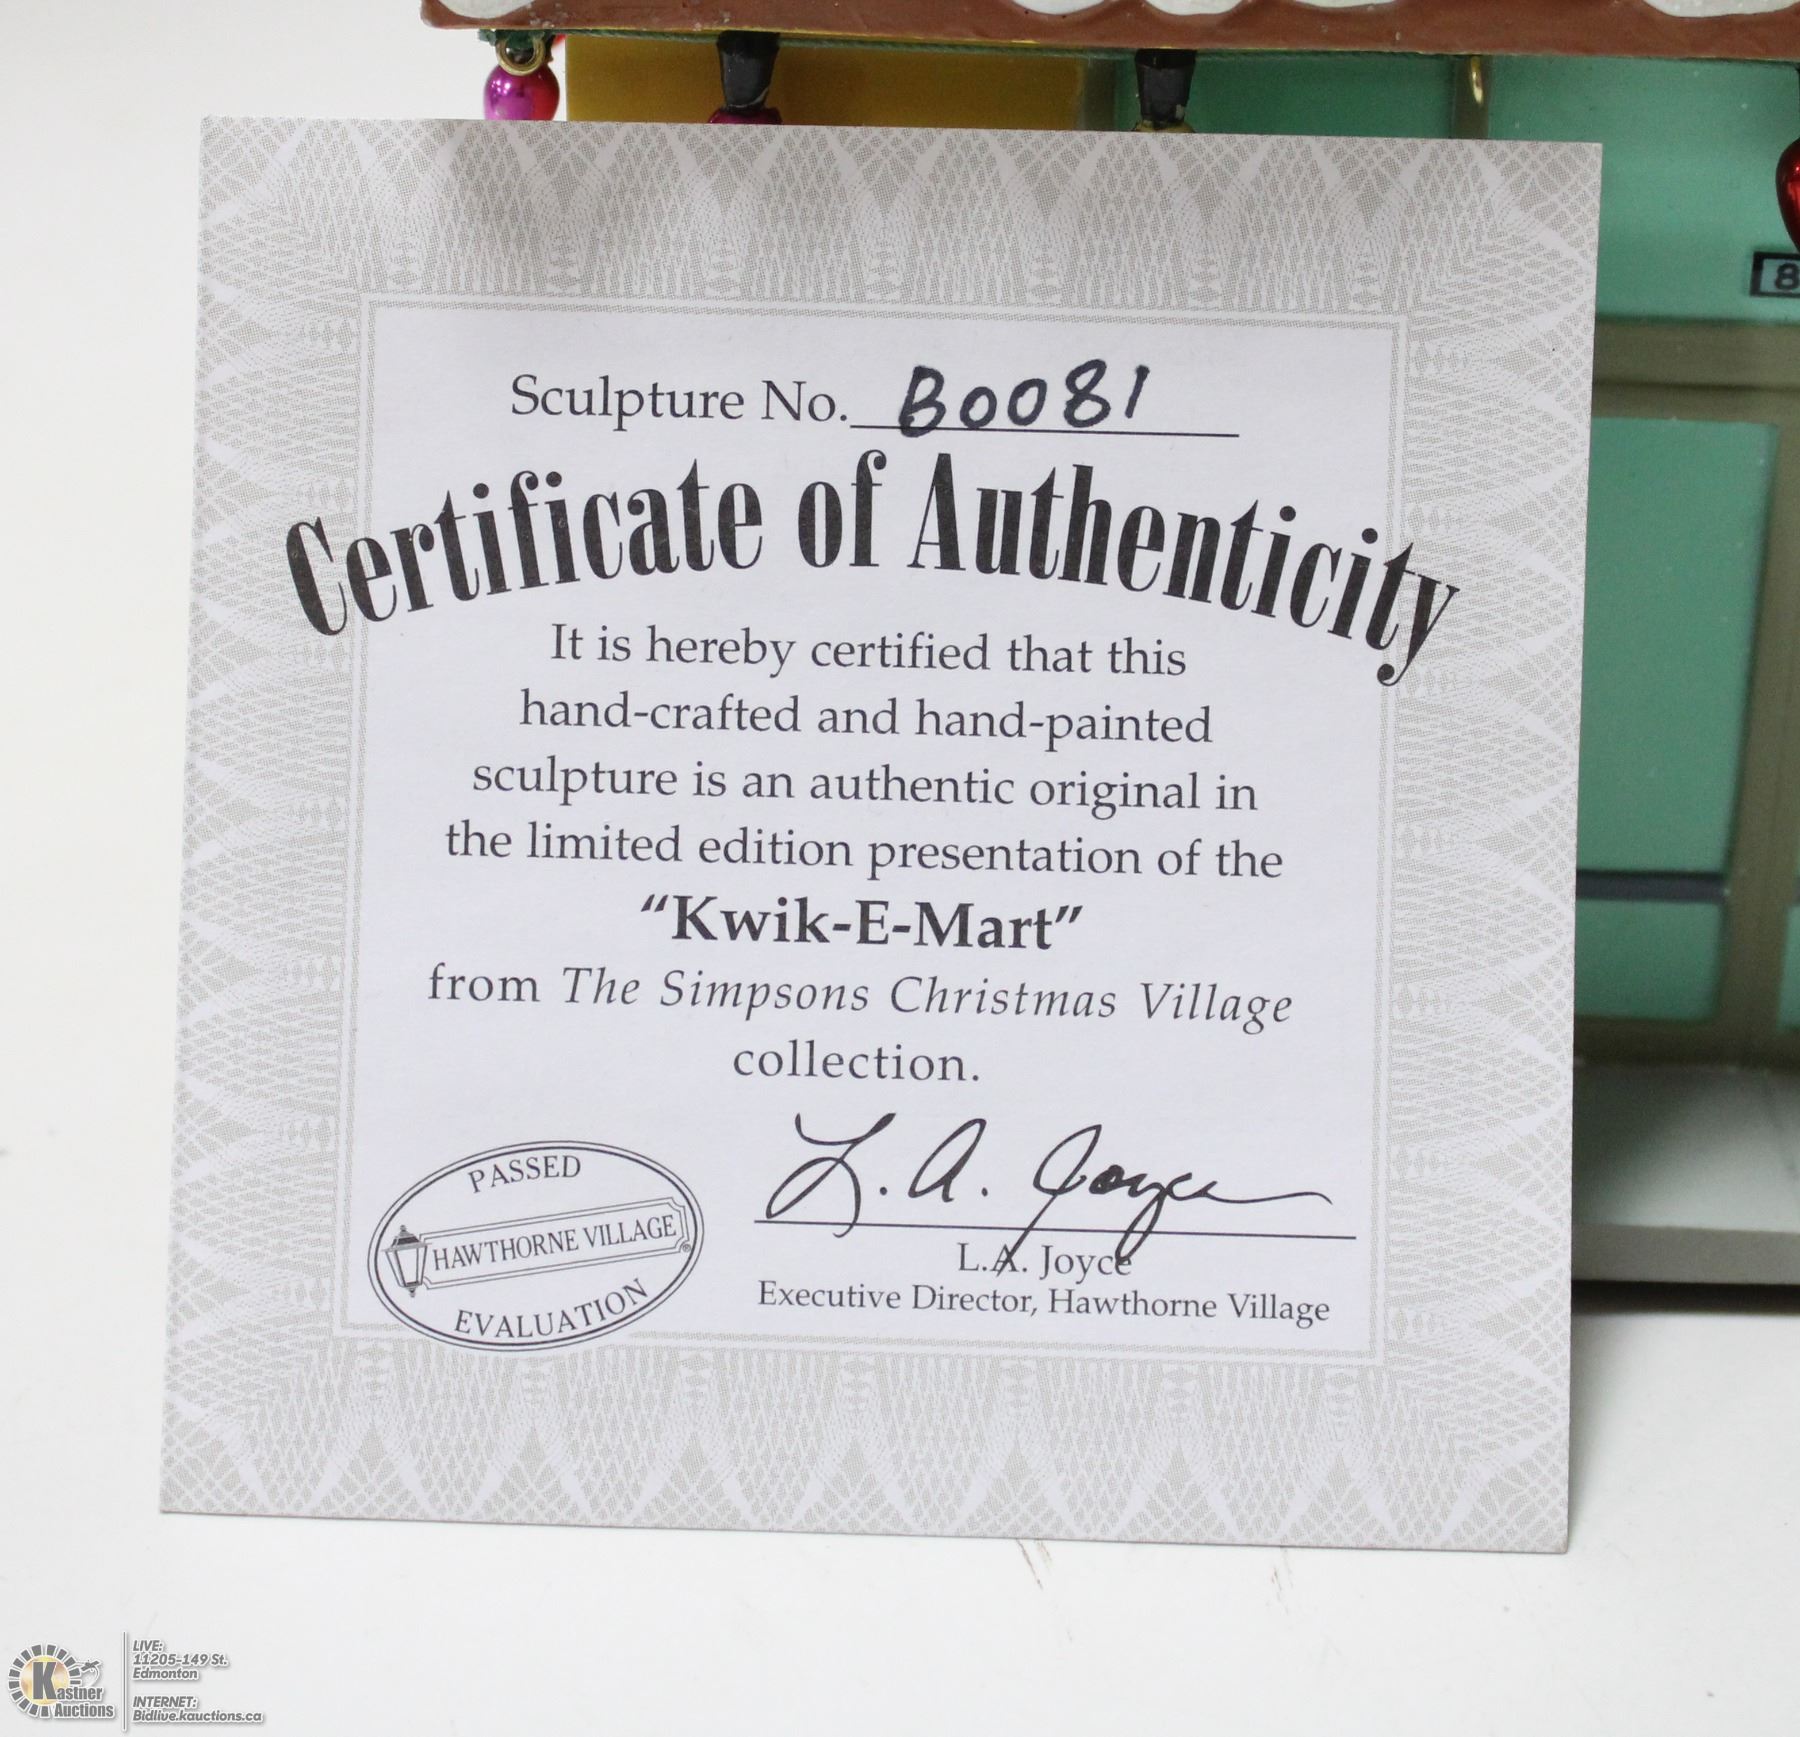 8
Sculpture No. B0081
Certificate of Authenticity
It is hereby certified that this
hand-crafted and hand-painted
sculpture is an authentic original in
the limited edition presentation of the
“Kwik-E-Mart”
from The Simpsons Christmas Village
collection.
PASSED
HAWTHORNE VILLAGE®
EVALUATION
L. A. Joyce
L.A. Joyce
Executive Director, Hawthorne Village
Kastner
Auctions
LIVE:
11205-149 St.
Edmonton
INTERNET:
Bidlive.kauctions.ca